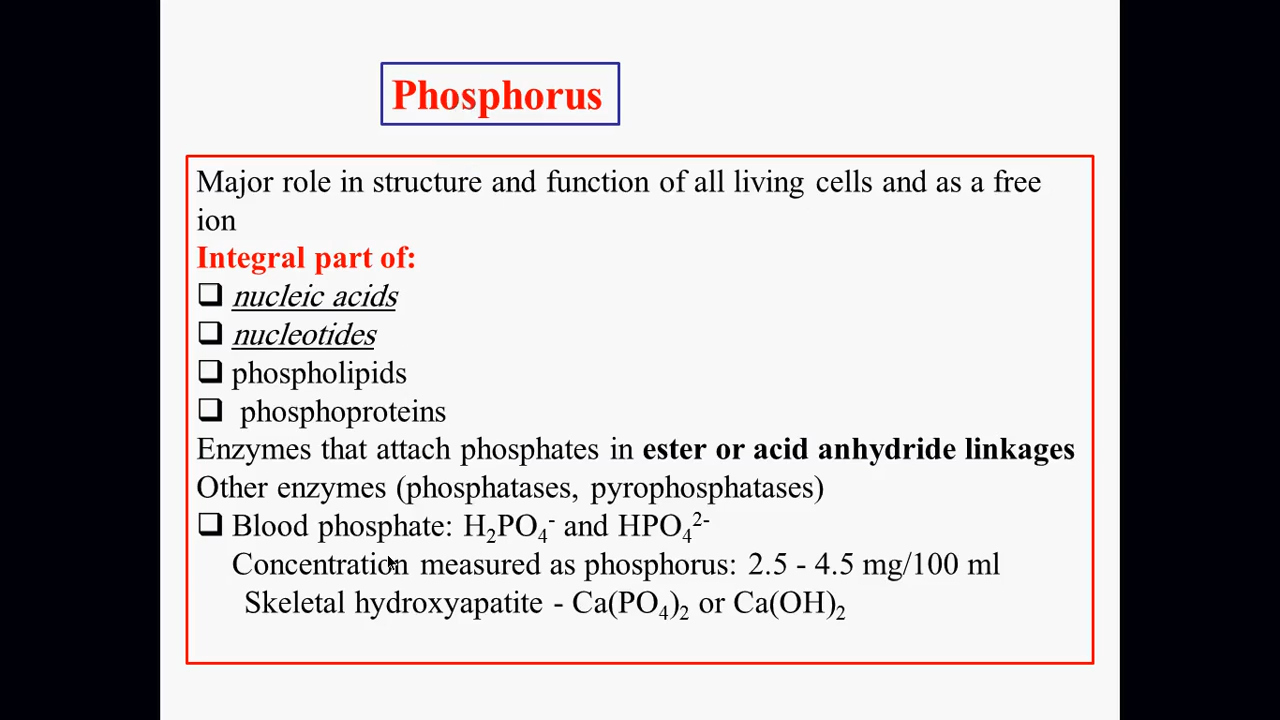 Phosphorus
Major role in structure and function of all living cells and as a free
ion
Integral part of:
❑ nucleic acids
❑ nucleotides
❑ phospholipids
❑ phosphoproteins
Enzymes that attach phosphates in ester or acid anhydride linkages
Other enzymes (phosphatases, pyrophosphatases)
❑ Blood phosphate: H₂PO₄⁻ and HPO₄²⁻
Concentration measured as phosphorus: 2.5 - 4.5 mg/100 ml
Skeletal hydroxyapatite - Ca(PO₄)₂ or Ca(OH)₂